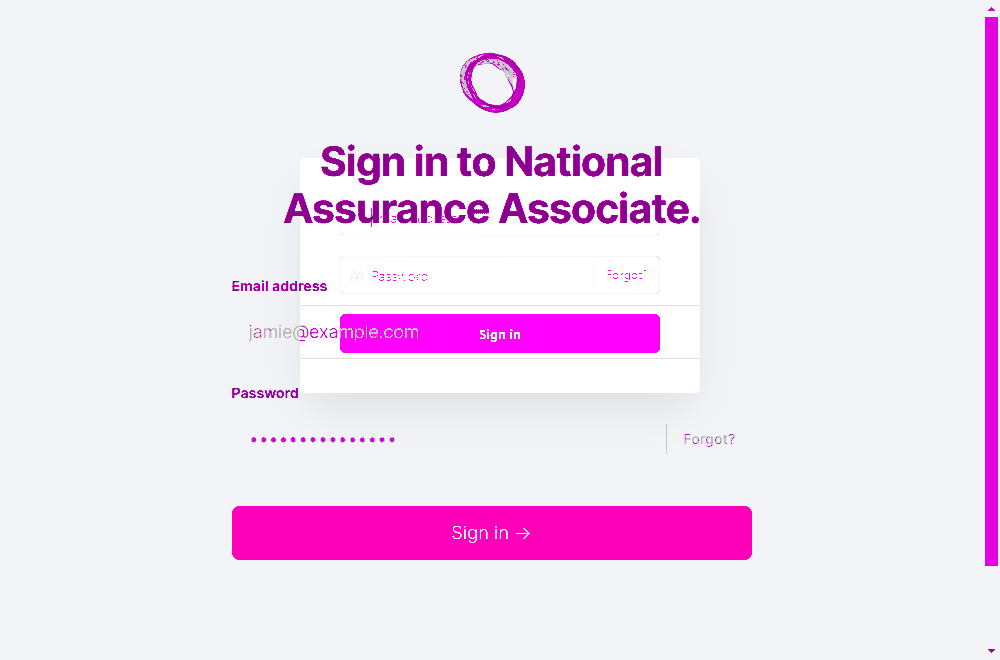 Sign in to National
Assurance Associate.
Password
Forgot?
Email address
Sign in
jamie@example.com
Password
Forgot?
Sign in →